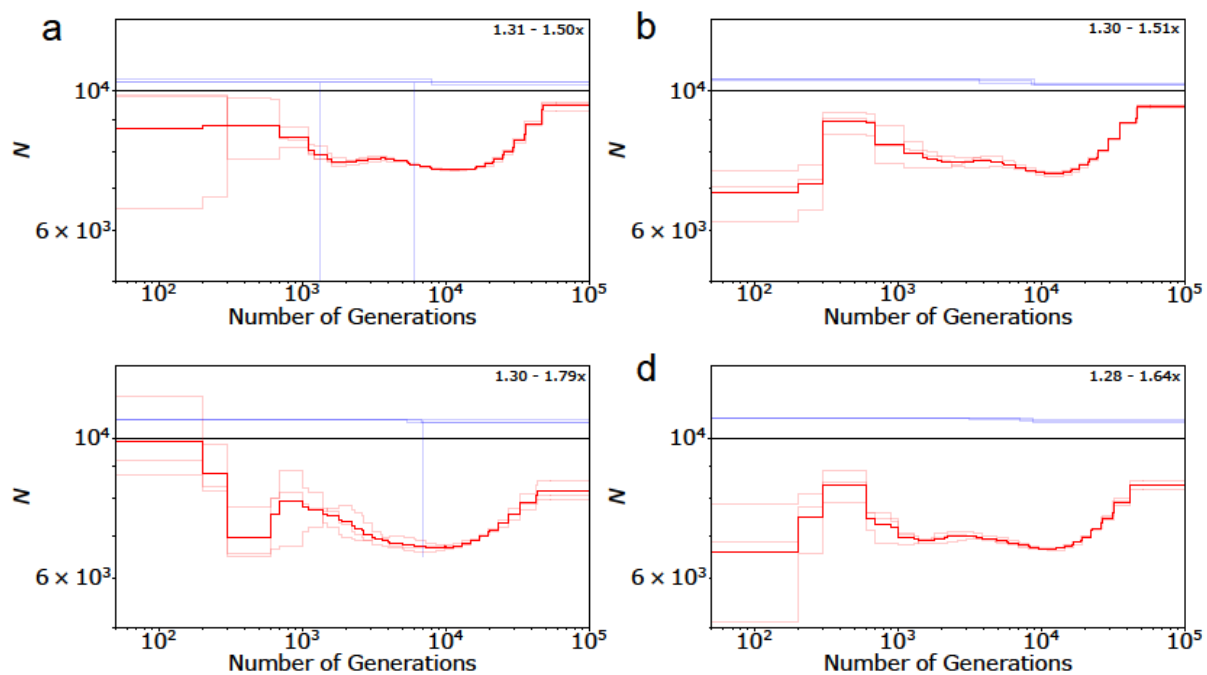 a
1.31 - 1.50x
10⁴
N
6 × 10³
10² 10³ 10⁴ 10⁵
Number of Generations
b
1.30 - 1.51x
10⁴
N
6 × 10³
10² 10³ 10⁴ 10⁵
Number of Generations
1.30 - 1.79x
10⁴
N
6 × 10³
10² 10³ 10⁴ 10⁵
Number of Generations
d
1.28 - 1.64x
10⁴
N
6 × 10³
10² 10³ 10⁴ 10⁵
Number of Generations